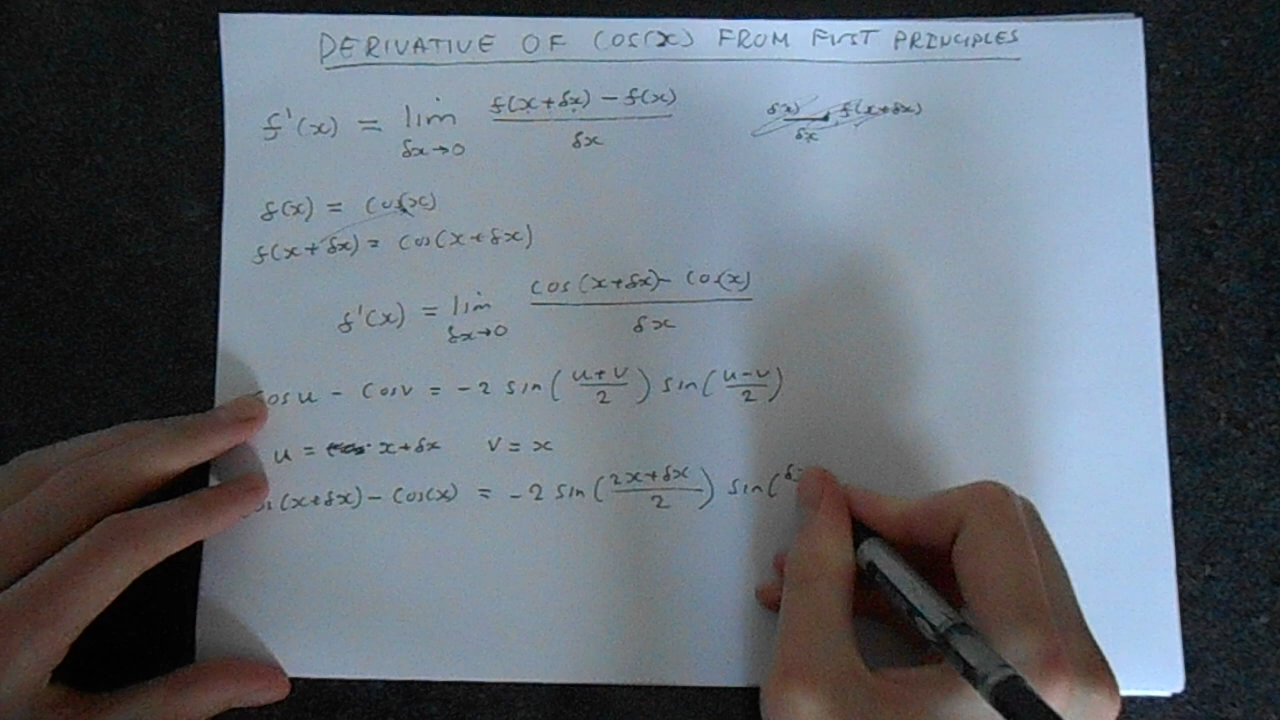 DERIVATIVE OF COS(x) FROM FIRST PRINCIPLES
f'(x) = lim δx→0 (f(x+δx) − f(x))/δx
f(x) = cos(x)
f(x+δx) = cos(x+δx)
f'(x) = lim δx→0 (cos(x+δx) − cos(x))/δx
cos u − cos v = −2 sin((u+v)/2) sin((u−v)/2)
u = x+δx v = x
(x+δx) − cos(x) = −2 sin((2x+δx)/2) sin(